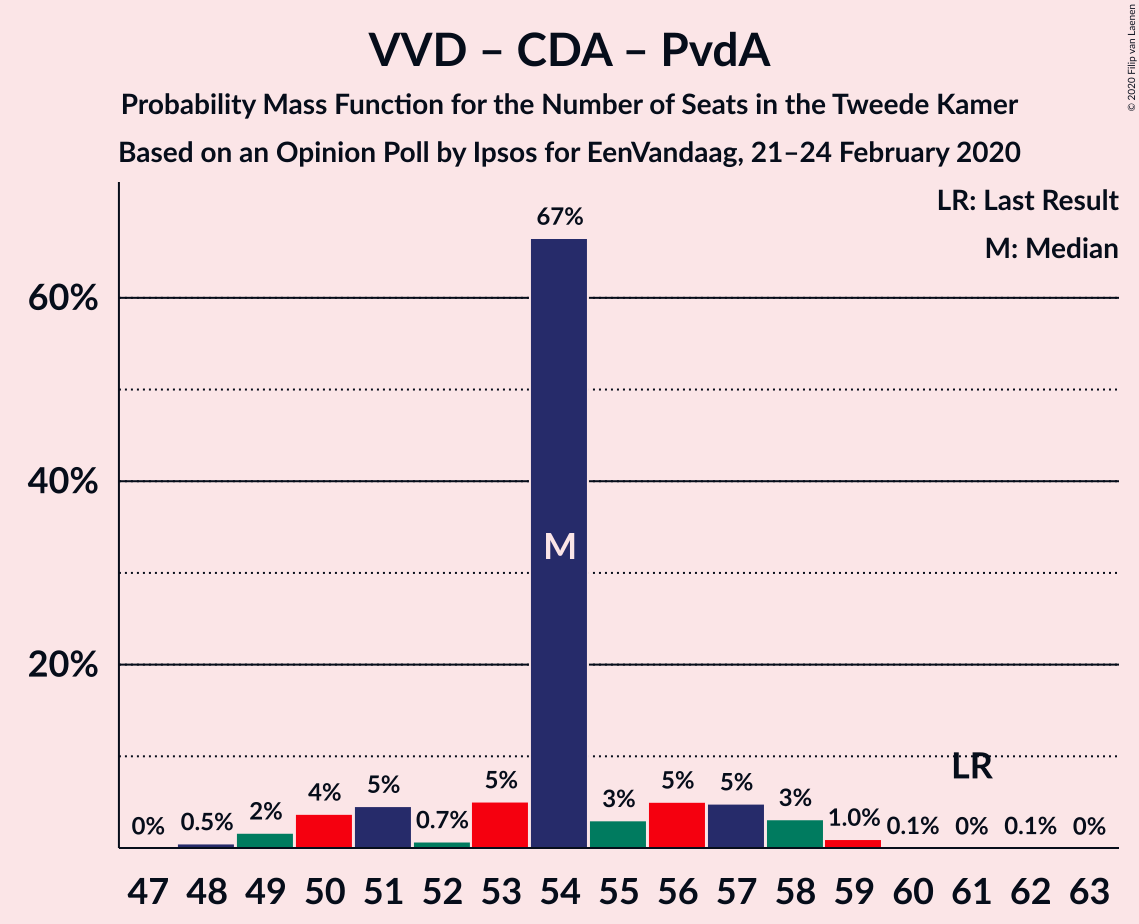 VVD – CDA – PvdA
Probability Mass Function for the Number of Seats in the Tweede Kamer
Based on an Opinion Poll by Ipsos for EenVandaag, 21–24 February 2020
© 2020 Filip van Laenen
LR: Last Result
M: Median
67%
60%
40%
M
20%
LR
0% 0.5% 2% 4% 5% 0.7% 5% 3% 5% 5% 3% 1.0% 0.1% 0% 0.1% 0%
47 48 49 50 51 52 53 54 55 56 57 58 59 60 61 62 63